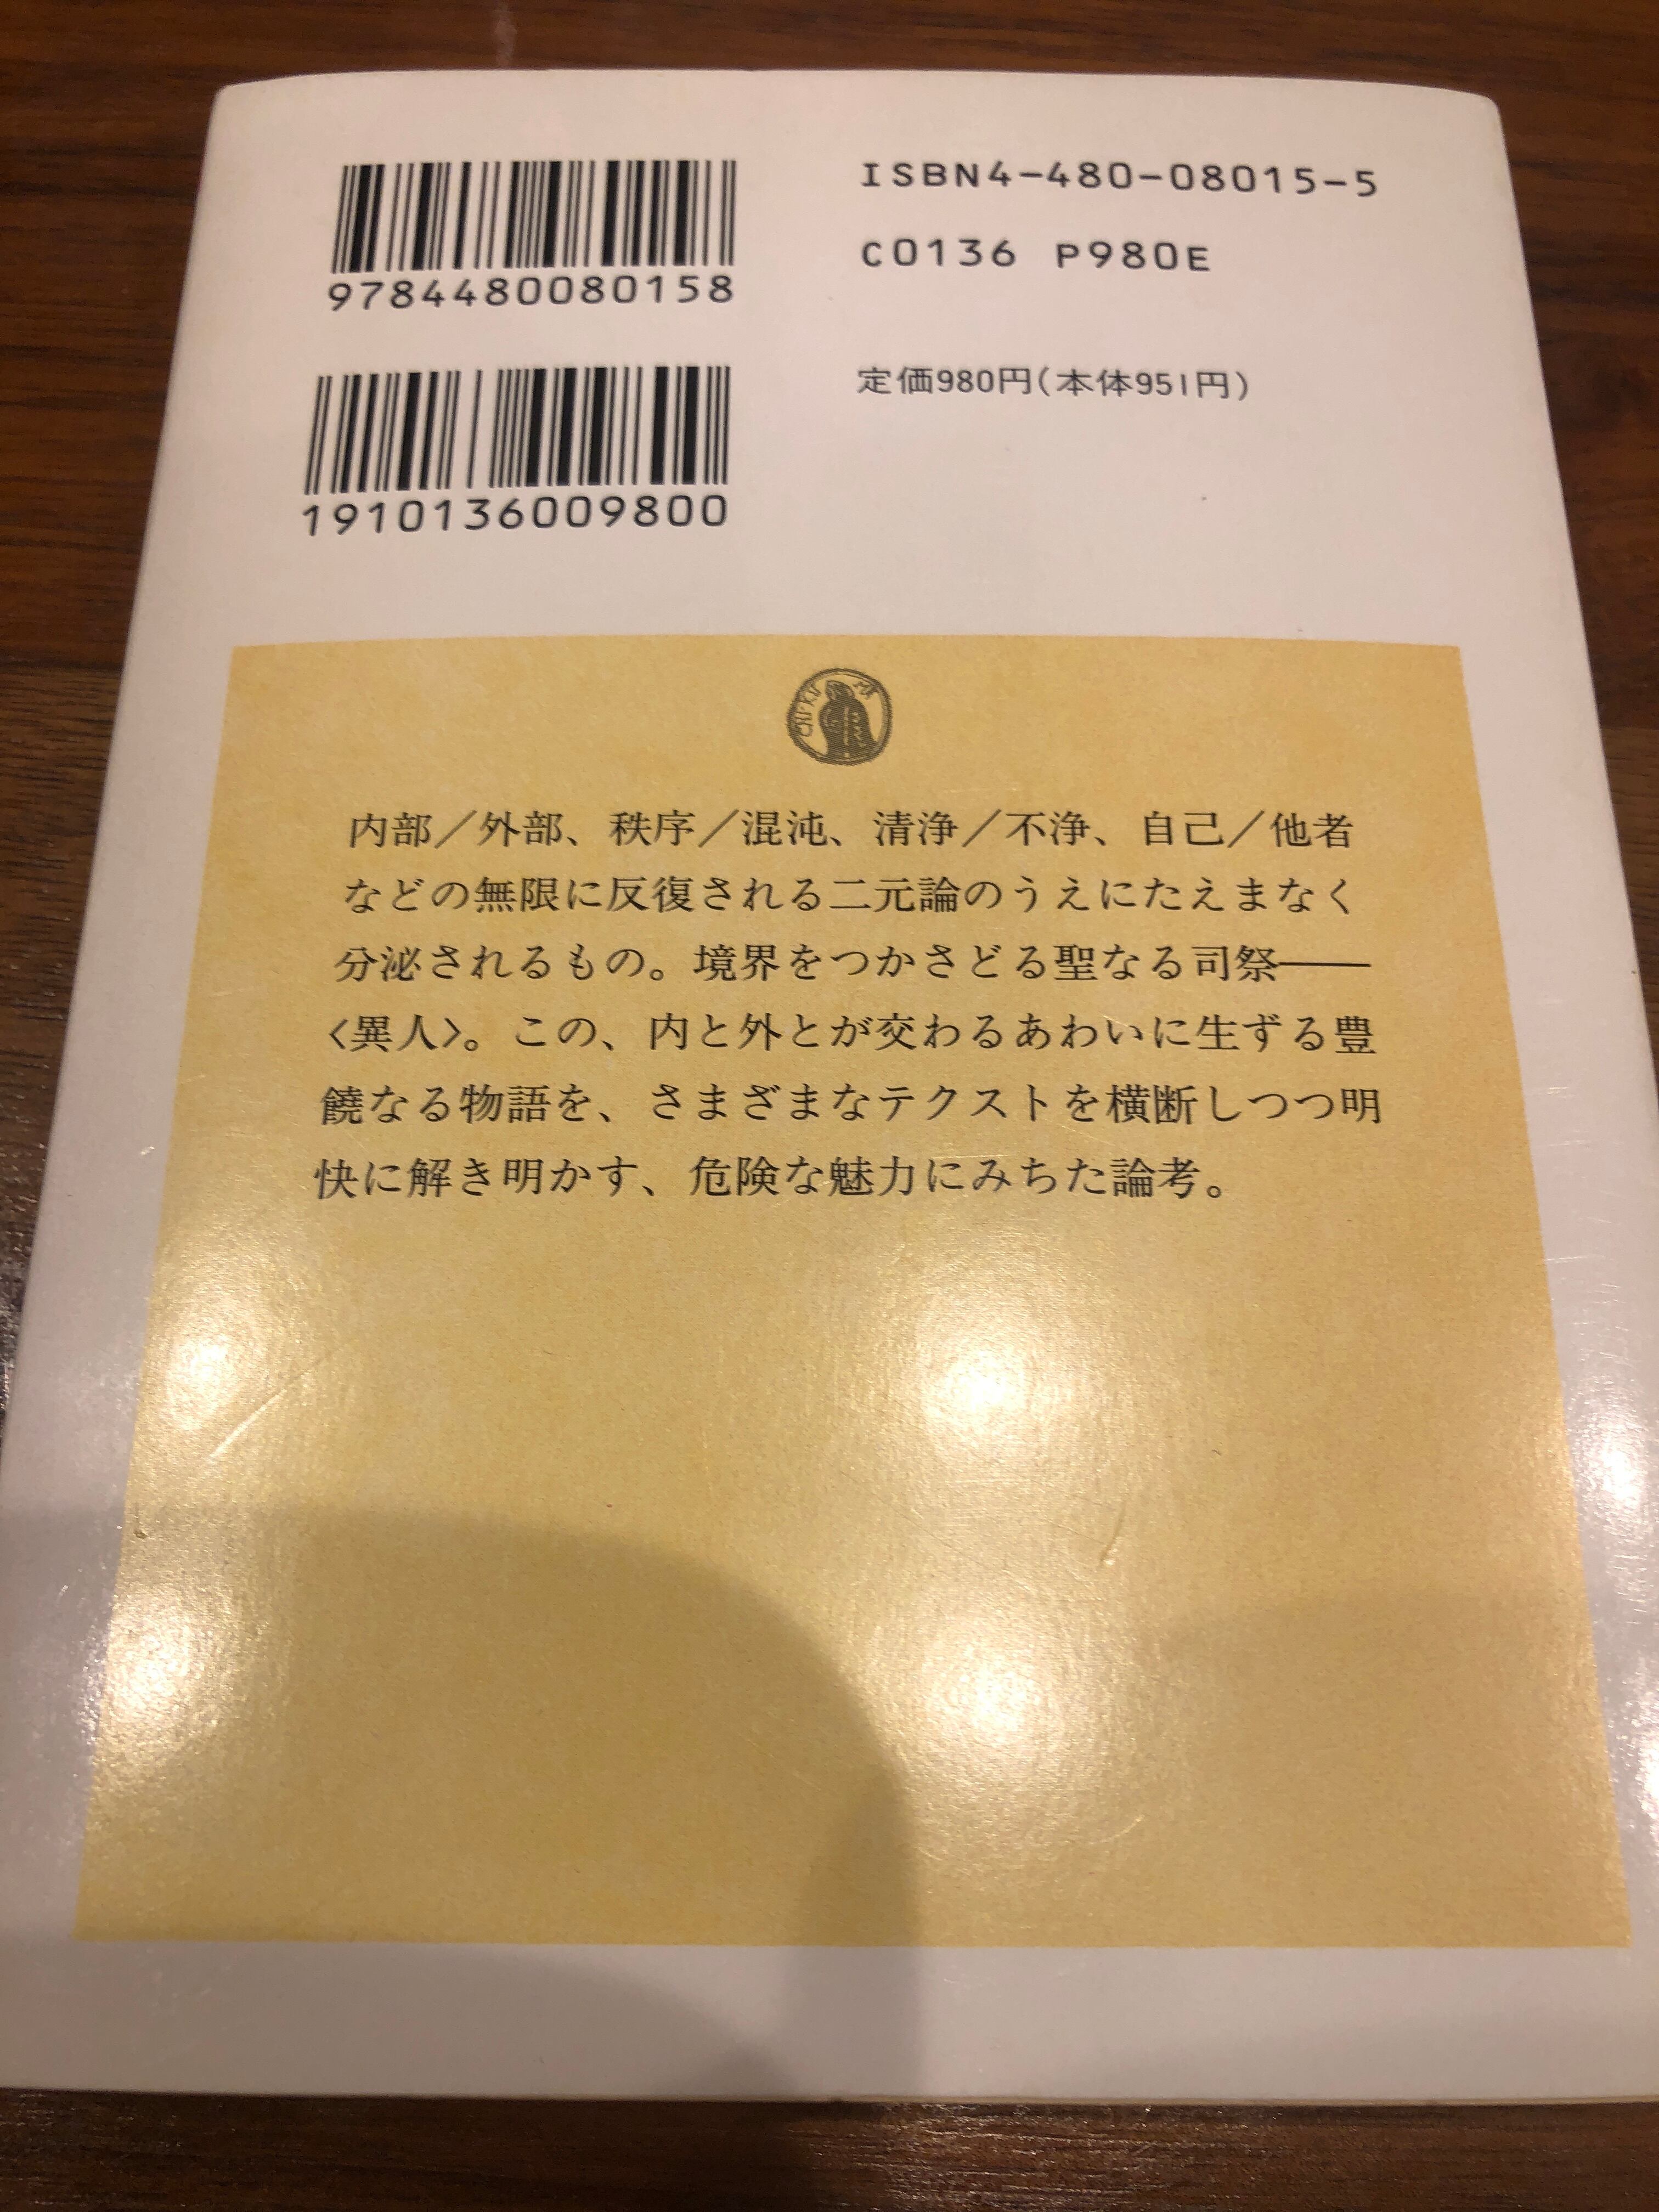 9784480080158
ISBN4-480-08015-5
C0136 P980E
1910136009800
定価980円(本体951円)
CHI·KU MA
内部／外部、秩序／混沌、清浄／不浄、自己／他者
などの無限に反復される二元論のうえにたえまなく
分泌されるもの。境界をつかさどる聖なる司祭——
〈異人〉。この、内と外とが交わるあわいに生ずる豊
饒なる物語を、さまざまなテクストを横断しつつ明
快に解き明かす、危険な魅力にみちた論考。